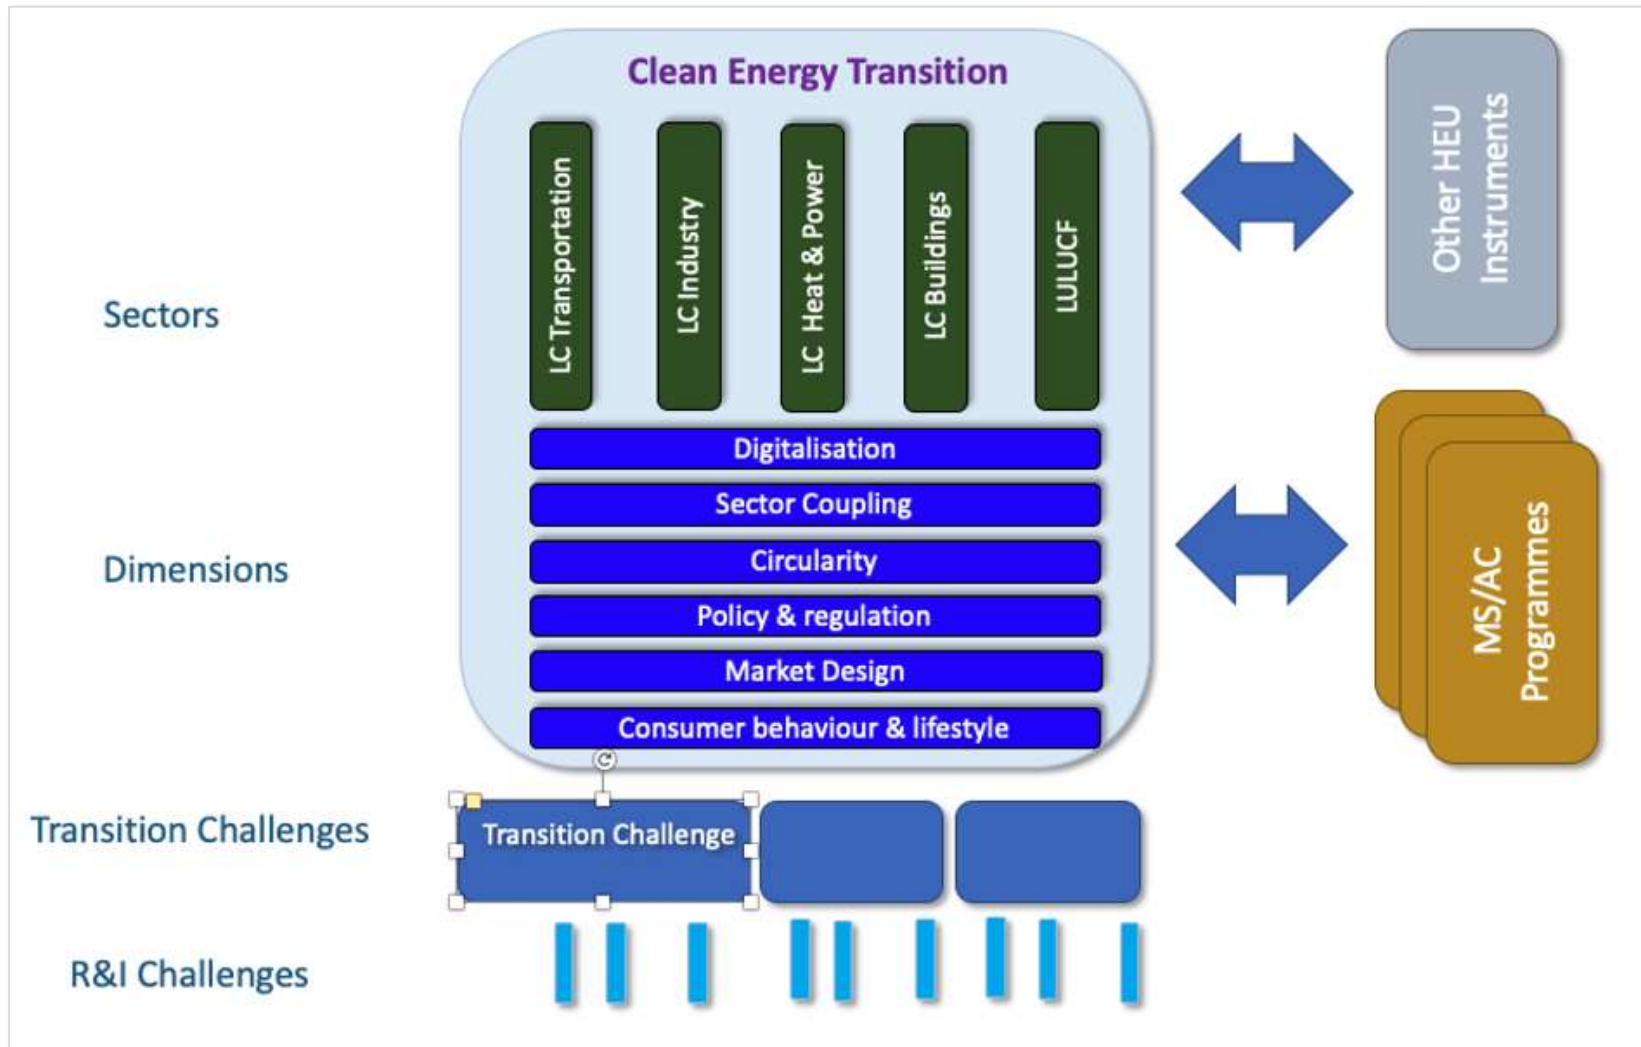 Clean Energy Transition
Sectors
LC Transportation
LC Industry
LC Heat & Power
LC Buildings
LULUCF
Other HEU
Instruments
Dimensions
Digitalisation
Sector Coupling
Circularity
Policy & regulation
Market Design
Consumer behaviour & lifestyle
MS/AC
Programmes
Transition Challenges
Transition Challenge
R&I Challenges